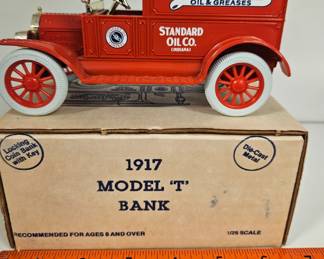 OIL & GREASES
STANDARD
OIL CO.
(INDIANA)
Locking
Coin Bank
with Key
Die-Cast
Metal
1917
MODEL 'T'
BANK
RECOMMENDED FOR AGES 8 AND OVER
1/25 SCALE